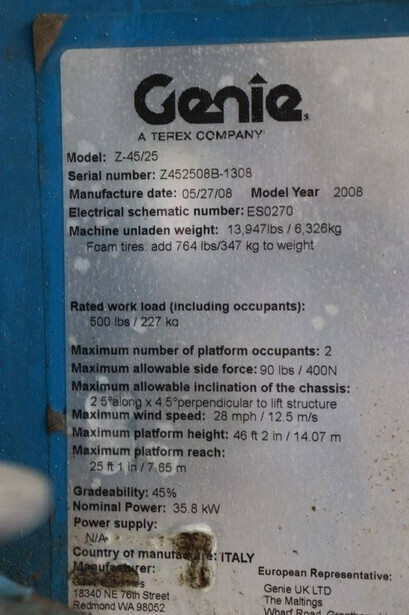 Genie
A TEREX COMPANY
Model: Z-45/25
Serial number: Z452508B-1308
Manufacture date: 05/27/08 Model Year 2008
Electrical schematic number: ES0270
Machine unladen weight: 13,947lbs / 6,326kg
Foam tires: add 764 lbs/347 kg to weight
Rated work load (including occupants):
500 lbs / 227 kg
Maximum number of platform occupants: 2
Maximum allowable side force: 90 lbs / 400N
Maximum allowable inclination of the chassis:
2 5°along x 4.5°perpendicular to lift structure
Maximum wind speed: 28 mph / 12.5 m/s
Maximum platform height: 46 ft 2 in / 14.07 m
Maximum platform reach:
25 ft 1 in / 7.65 m
Gradeability: 45%
Nominal Power: 35.8 kW
Power supply:
N/A
Country of manufacture: ITALY
Manufacturer:
European Representative:
18340 NE 76th Street
Redmond WA 98052
Genie UK LTD
The Maltings
Wharf Road